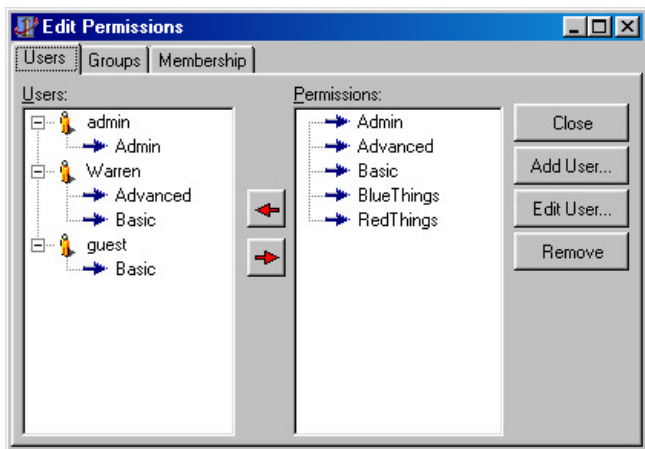 Edit Permissions
Users Groups Membership
Users:
admin
Admin
Warren
Advanced
Basic
guest
Basic
Permissions:
Admin
Advanced
Basic
BlueThings
RedThings
Close
Add User...
Edit User...
Remove